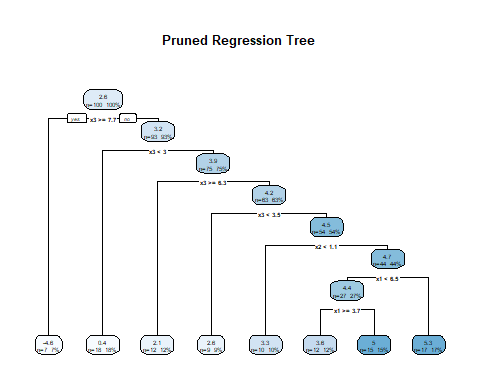 Pruned Regression Tree
2.6
n=100 100%
yes x3 >= 7.7 no
3.2
n=93 93%
x3 < 3
3.9
n=75 75%
x3 >= 6.3
4.2
n=63 63%
x3 < 3.5
4.5
n=54 54%
x2 < 1.1
4.7
n=44 44%
x1 < 6.5
4.4
n=27 27%
x1 >= 3.7
-4.6
n=7 7%
0.4
n=18 18%
2.1
n=12 12%
2.6
n=9 9%
3.3
n=10 10%
3.6
n=12 12%
5
n=15 15%
5.3
n=17 17%